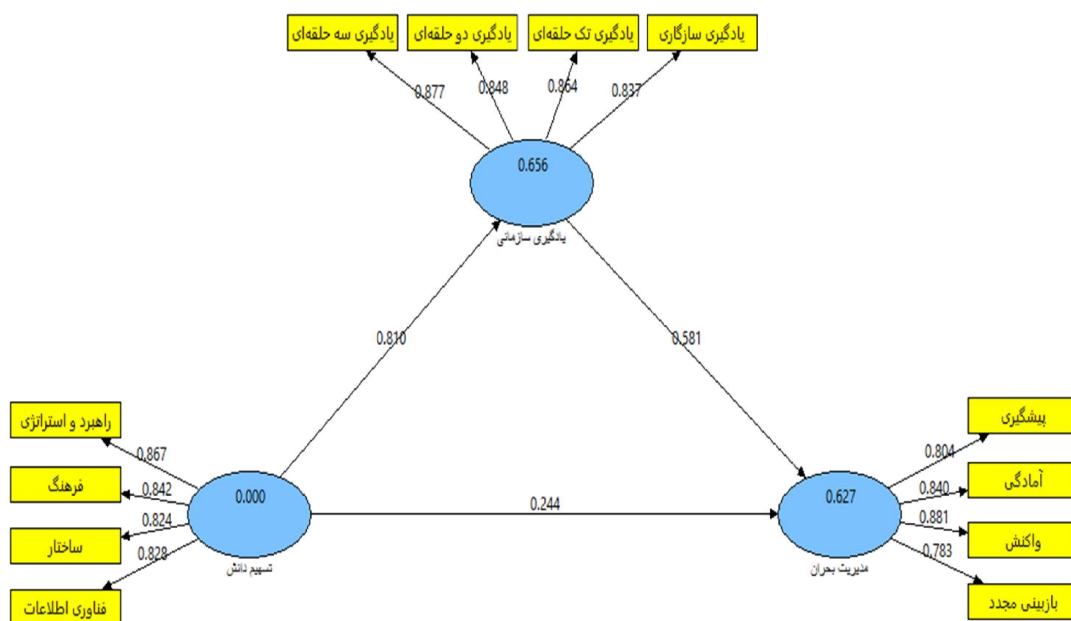 یادگیری سازگاری
یادگیری تک حلقه‌ای
یادگیری دو حلقه‌ای
یادگیری سه حلقه‌ای
0.837
0.864
0.848
0.877
0.656
یادگیری سازمانی
0.810
0.581
راهبرد و استراتژی
0.867
فرهنگ
0.842
ساختار
0.824
فناوری اطلاعات
0.828
0.000
تسهیم دانش
0.244
0.627
مدیریت بحران
پیشگیری
0.804
آمادگی
0.840
واکنش
0.881
بازبینی مجدد
0.783